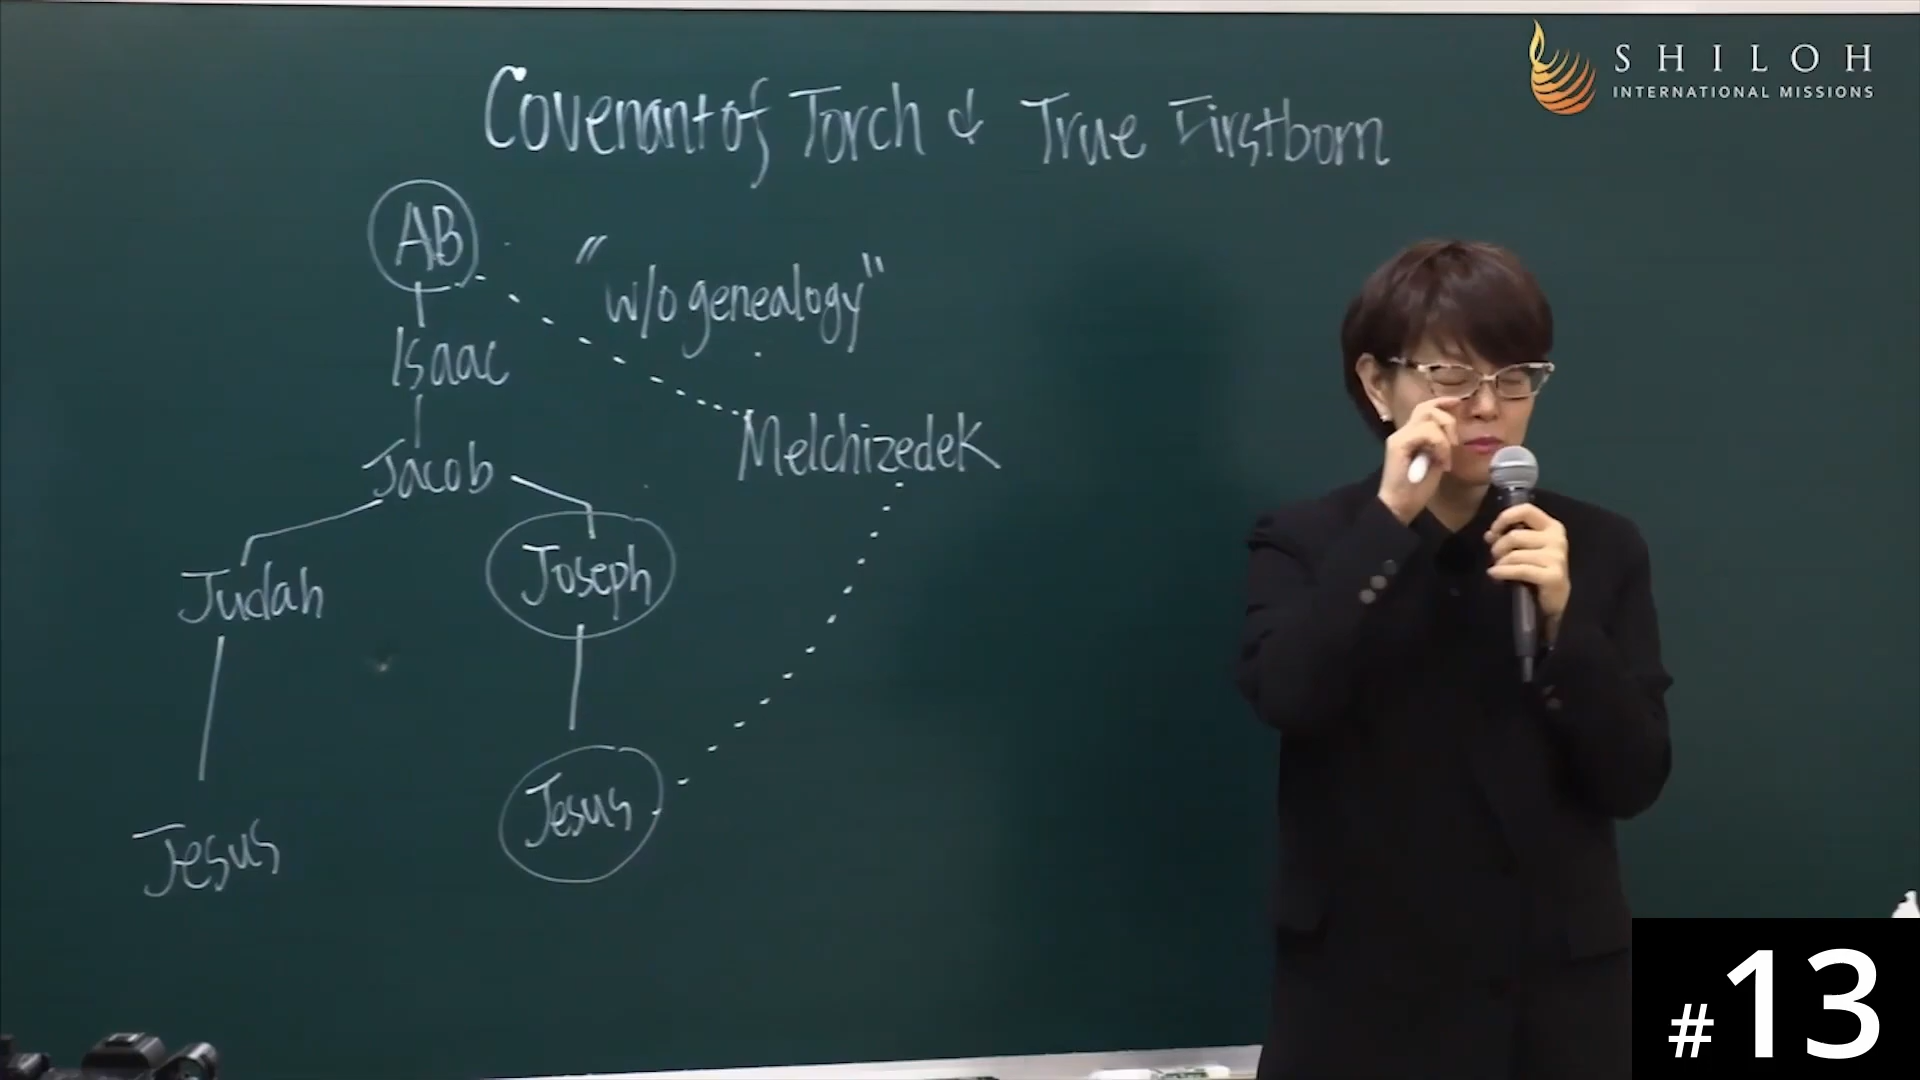 SHILOH
INTERNATIONAL MISSIONS
Covenant of Torch & True Firstborn
AB
"w/o genealogy"
Isaac
Melchizedek
Jacob
Judah
Joseph
Jesus
Jesus
#13